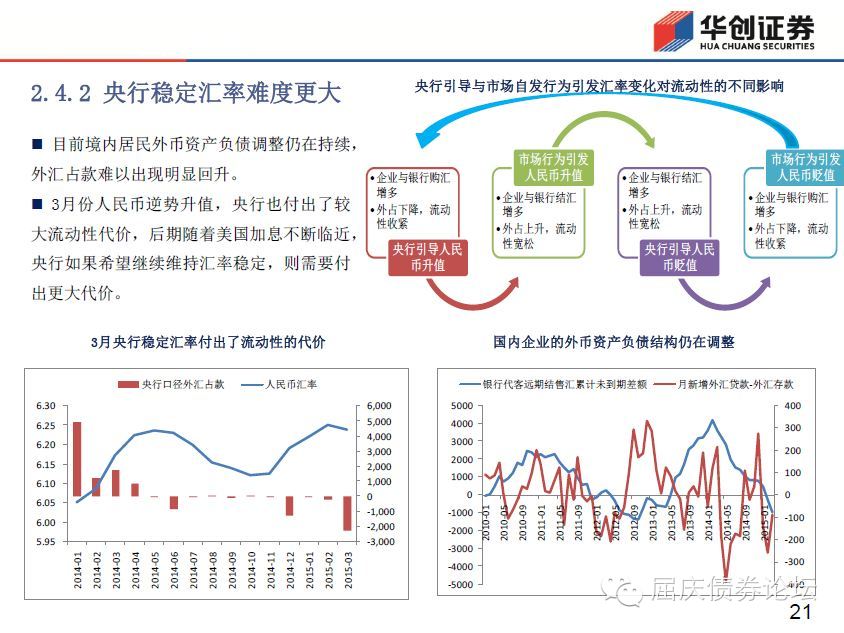 华创证券
HUA CHUANG SECURITIES
2.4.2 央行稳定汇率难度更大
■ 目前境内居民外币资产负债调整仍在持续，
外汇占款难以出现明显回升。
■ 3月份人民币逆势升值，央行也付出了较
大流动性代价，后期随着美国加息不断临近，
央行如果希望继续维持汇率稳定，则需要付
出更大代价。
央行引导与市场自发行为引发汇率变化对流动性的不同影响
•企业与银行购汇
增多
•外占下降，流动
性收紧
央行引导人民
币升值
市场行为引发
人民币升值
•企业与银行结汇
增多
•外占上升，流动
性宽松
•企业与银行结汇
增多
•外占上升，流动
性宽松
央行引导人民
币贬值
市场行为引发
人民币贬值
•企业与银行购汇
增多
•外占下降，流动
性收紧
3月央行稳定汇率付出了流动性的代价
央行口径外汇占款 人民币汇率
6.30
6.25
6.20
6.15
6.10
6.05
6.00
5.95
6,000
5,000
4,000
3,000
2,000
1,000
0
-1,000
-2,000
-3,000
2014-01
2014-02
2014-03
2014-04
2014-05
2014-06
2014-07
2014-08
2014-09
2014-10
2014-11
2014-12
2015-01
2015-02
2015-03
国内企业的外币资产负债结构仍在调整
银行代客远期结售汇累计未到期差额 月新增外汇贷款-外汇存款
5000
4000
3000
2000
1000
0
-1000
-2000
-3000
-4000
-5000
400
300
200
100
0
-100
-200
-300
-400
2010-01
2010-05
2010-09
2011-01
2011-05
2011-09
2012-01
2012-05
2012-09
2013-01
2013-05
2013-09
2014-01
2014-05
2014-09
2015-01
屈庆债券论坛
21